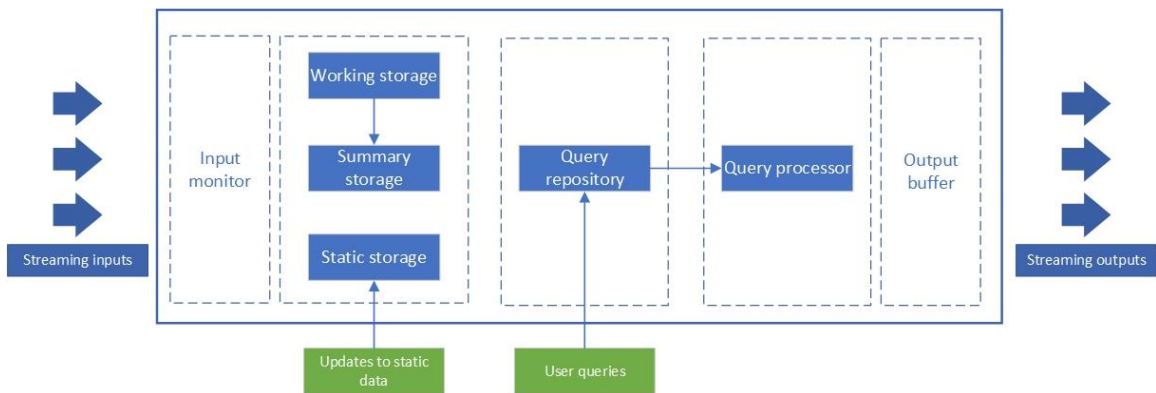 Working storage
Input
monitor
Summary
storage
Query
repository
Query processor
Output
buffer
Static storage
Streaming inputs
Streaming outputs
Updates to static
data
User queries